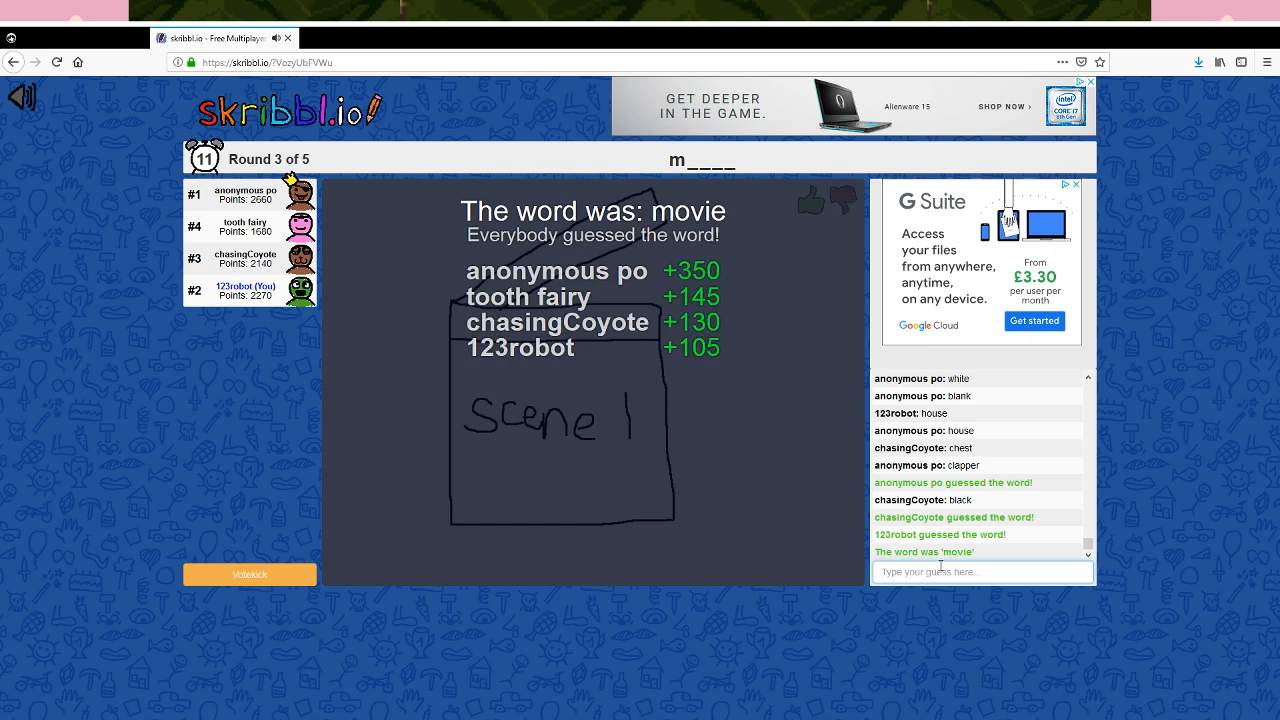 skribbl.io - Free Multiplayer
https://skribbl.io/?VozyUbFVWu
skribbl.io
GET DEEPER
IN THE GAME.
Alienware 15
SHOP NOW ›
intel
CORE i7
8th Gen
11
Round 3 of 5
m____
#1
anonymous po
Points: 2660
#4
tooth fairy
Points: 1680
#3
chasingCoyote
Points: 2140
#2
123robot (You)
Points: 2270
Votekick
The word was: movie
Everybody guessed the word!
anonymous po +350
tooth fairy +145
chasingCoyote +130
123robot +105
Scene 1
G Suite
Access
your files
from anywhere,
anytime,
on any device.
From
£3.30
per user per
month
Google Cloud
Get started
anonymous po: white
anonymous po: blank
123robot: house
anonymous po: house
chasingCoyote: chest
anonymous po: clapper
anonymous po guessed the word!
chasingCoyote: black
chasingCoyote guessed the word!
123robot guessed the word!
The word was 'movie'
Type your guess here...